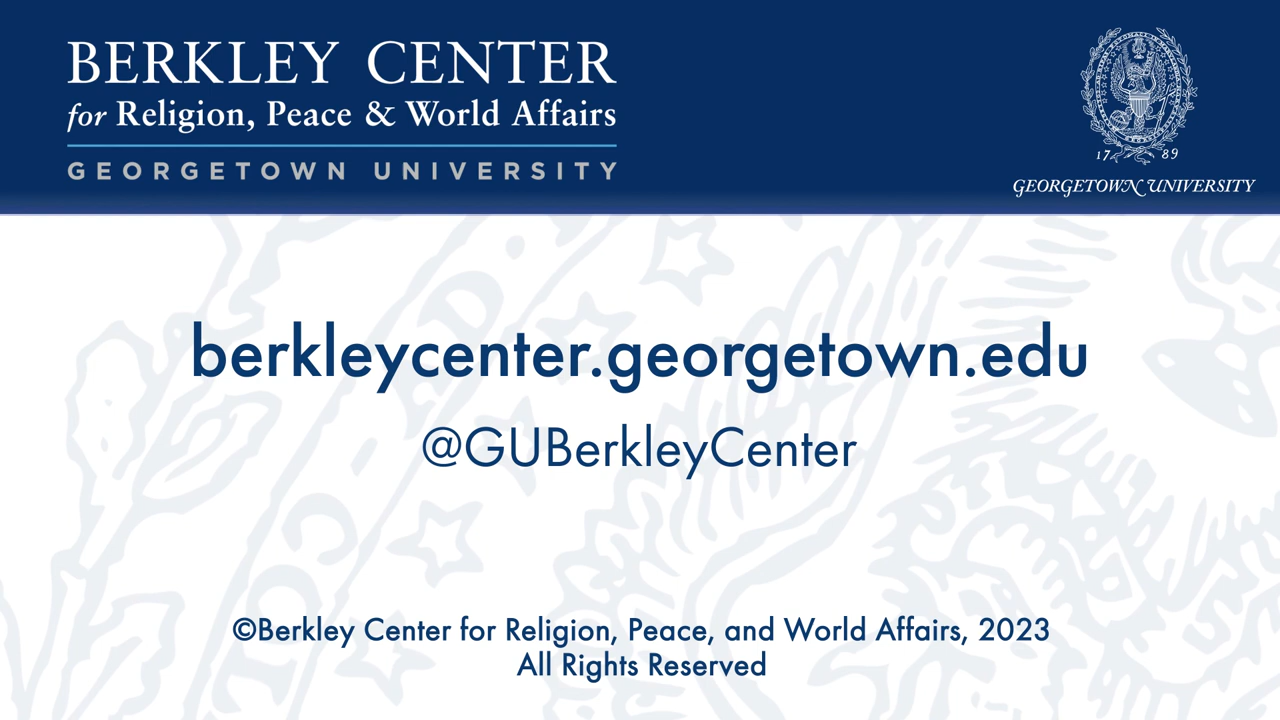 BERKLEY CENTER
for Religion, Peace & World Affairs
GEORGETOWN UNIVERSITY
17 89
GEORGETOWN UNIVERSITY
berkleycenter.georgetown.edu
@GUBerkleyCenter
©Berkley Center for Religion, Peace, and World Affairs, 2023
All Rights Reserved